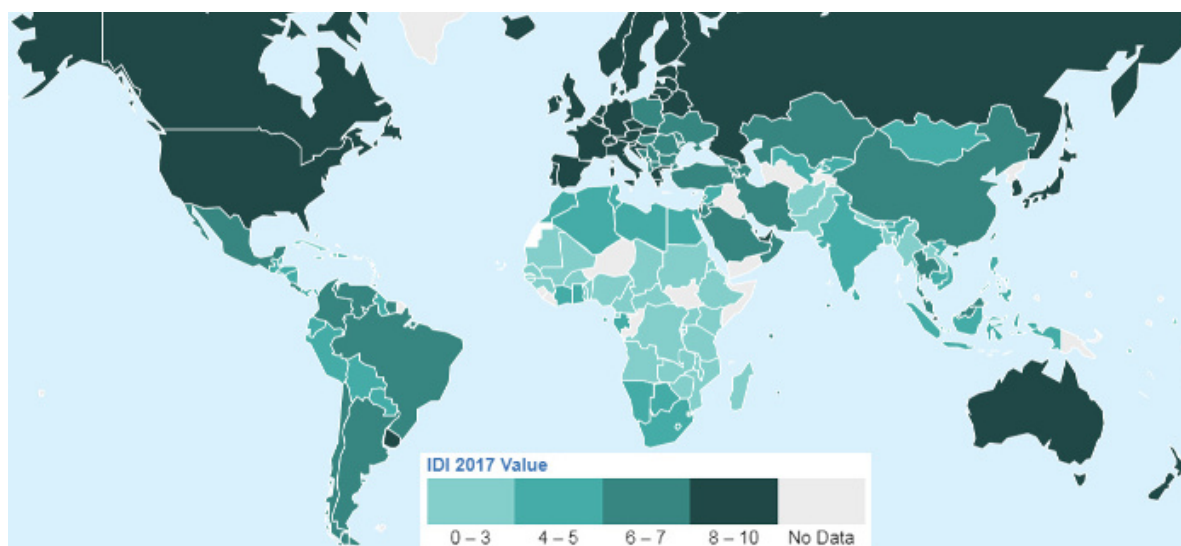 IDI 2017 Value
0 – 3 4 – 5 6 – 7 8 – 10 No Data